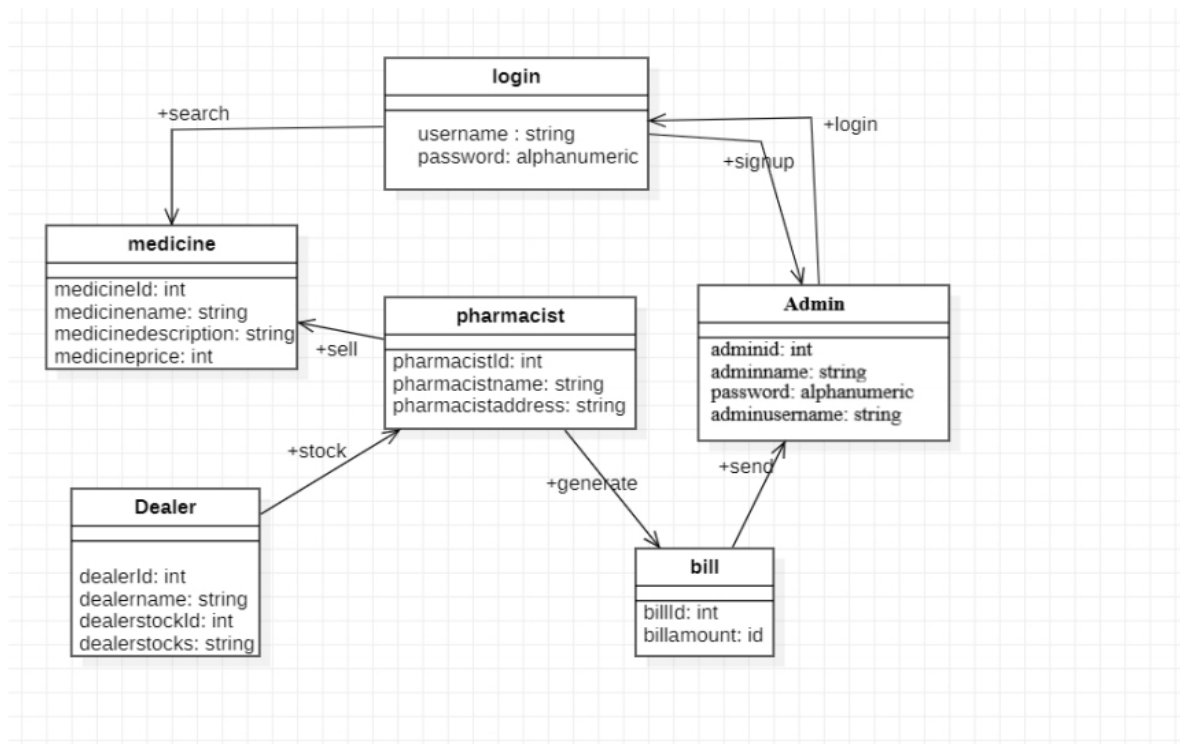 login
username : string
password: alphanumeric
+search
+login
+signup
medicine
medicineId: int
medicinename: string
medicinedescription: string
medicineprice: int
+sell
pharmacist
pharmacistId: int
pharmacistname: string
pharmacistaddress: string
Admin
adminid: int
adminname: string
password: alphanumeric
adminusername: string
+stock
+generate
+send
Dealer
dealerId: int
dealername: string
dealerstockId: int
dealerstocks: string
bill
billId: int
billamount: id